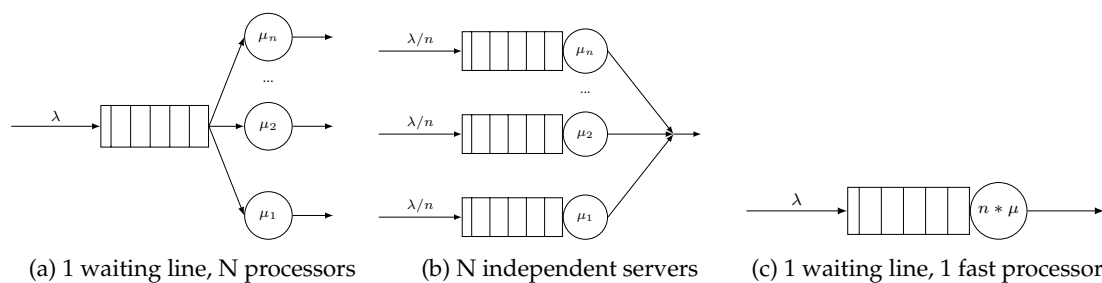 λ
μn
...
μ2
μ1
(a) 1 waiting line, N processors
λ/n
μn
...
λ/n
μ2
λ/n
μ1
(b) N independent servers
λ
n * μ
(c) 1 waiting line, 1 fast processor